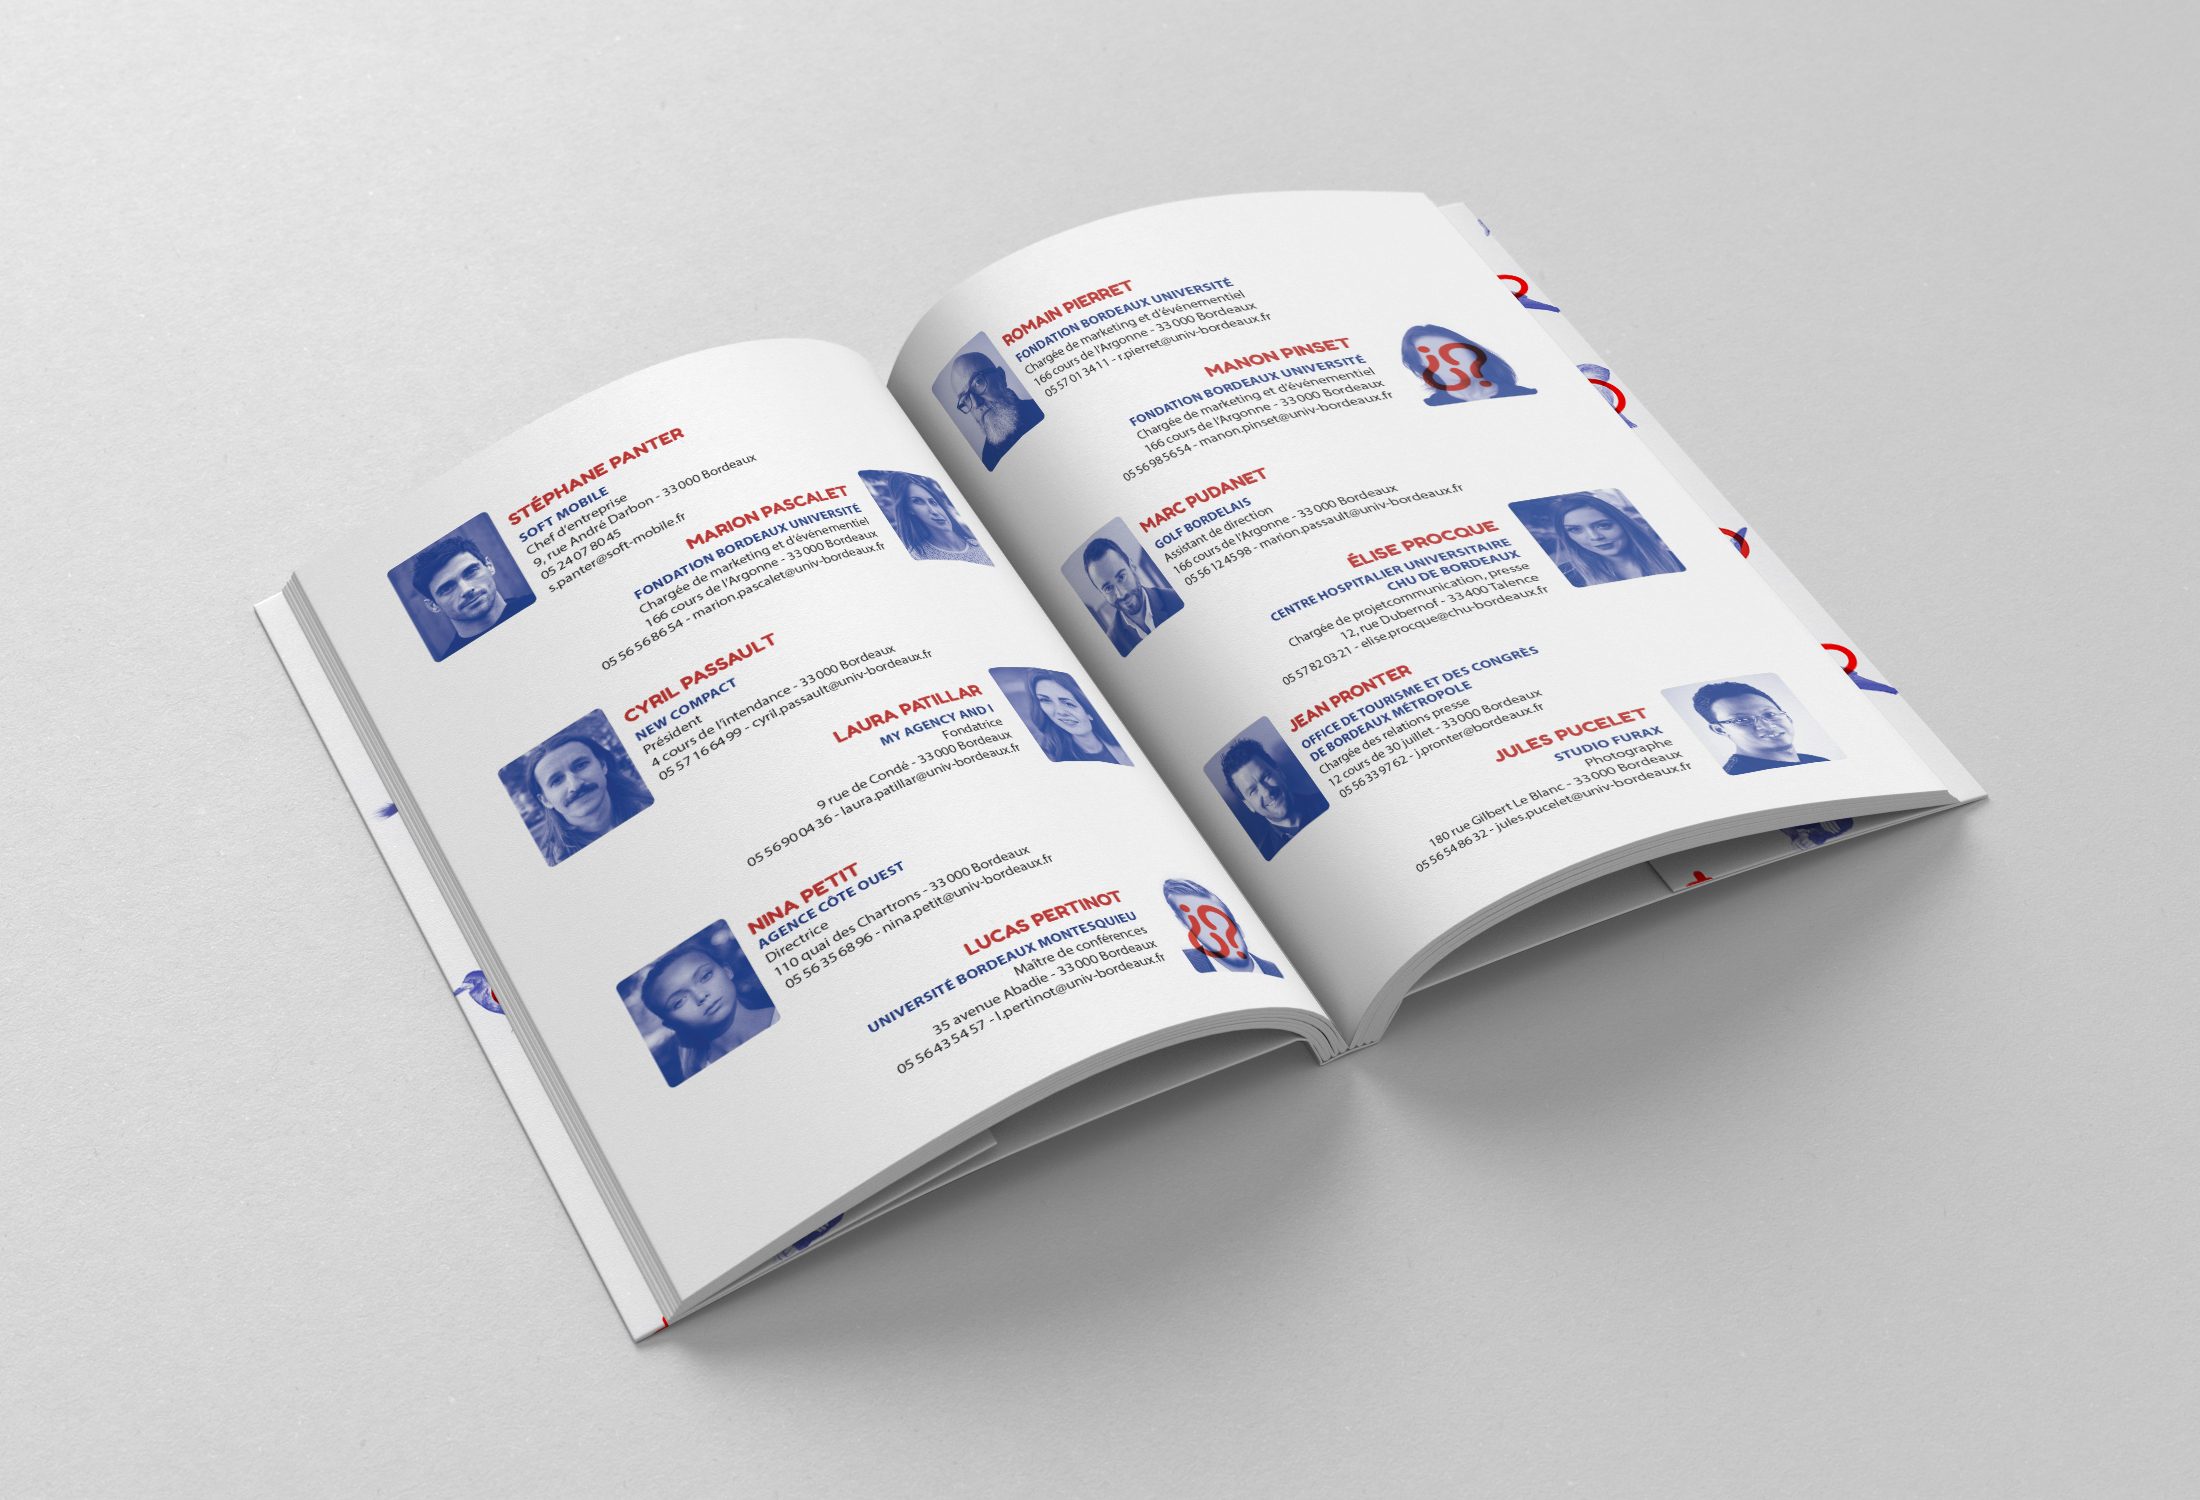 STÉPHANE PANTER
SOFT MOBILE
Chef d'entreprise
9, rue André Darbon - 33 000 Bordeaux
05 24 07 80 45
s.panter@soft-mobile.fr
MARION PASCALET
FONDATION BORDEAUX UNIVERSITÉ
Chargée de marketing et d'événementiel
166 cours de l'Argonne - 33 000 Bordeaux
05 56 56 86 54 - marion.pascalet@univ-bordeaux.fr
CYRIL PASSAULT
NEW COMPACT
Président
4 cours de l'intendance - 33 000 Bordeaux
05 57 16 64 99 - cyril.passault@univ-bordeaux.fr
LAURA PATILLAR
MY AGENCY AND I
Fondatrice
9 rue de Condé - 33 000 Bordeaux
05 56 90 04 36 - laura.patillar@univ-bordeaux.fr
NINA PETIT
AGENCE CÔTE OUEST
Directrice
110 quai des Chartrons - 33 000 Bordeaux
05 56 35 68 96 - nina.petit@univ-bordeaux.fr
LUCAS PERTINOT
UNIVERSITÉ BORDEAUX MONTESQUIEU
Maître de conférences
35 avenue Abadie - 33 000 Bordeaux
05 56 43 54 57 - l.pertinot@univ-bordeaux.fr
¿?
ROMAIN PIERRET
FONDATION BORDEAUX UNIVERSITÉ
Chargée de marketing et d'événementiel
166 cours de l'Argonne - 33 000 Bordeaux
05 57 01 34 11 - r.pierret@univ-bordeaux.fr
MANON PINSET
FONDATION BORDEAUX UNIVERSITÉ
Chargée de marketing et d'événementiel
166 cours de l'Argonne - 33 000 Bordeaux
05 56 98 56 54 - manon.pinset@univ-bordeaux.fr
¿?
MARC PUDANET
GOLF BORDELAIS
Assistant de direction
166 cours de l'Argonne - 33 000 Bordeaux
05 56 12 45 98 - marion.passault@univ-bordeaux.fr
ÉLISE PROCQUE
CENTRE HOSPITALIER UNIVERSITAIRE
CHU DE BORDEAUX
Chargée de projetcommunication, presse
12, rue Dubernof - 33 400 Talence
05 57 82 03 21 - elise.procque@chu-bordeaux.fr
JEAN PRONTER
OFFICE DE TOURISME ET DES CONGRÈS
DE BORDEAUX MÉTROPOLE
Chargée des relations presse
12 cours de 30 juillet - 33 000 Bordeaux
05 56 33 97 62 - j.pronter@bordeaux.fr
JULES PUCELET
STUDIO FURAX
Photographe
180 rue Gilbert Le Blanc - 33 000 Bordeaux
05 56 54 86 32 - jules.pucelet@univ-bordeaux.fr